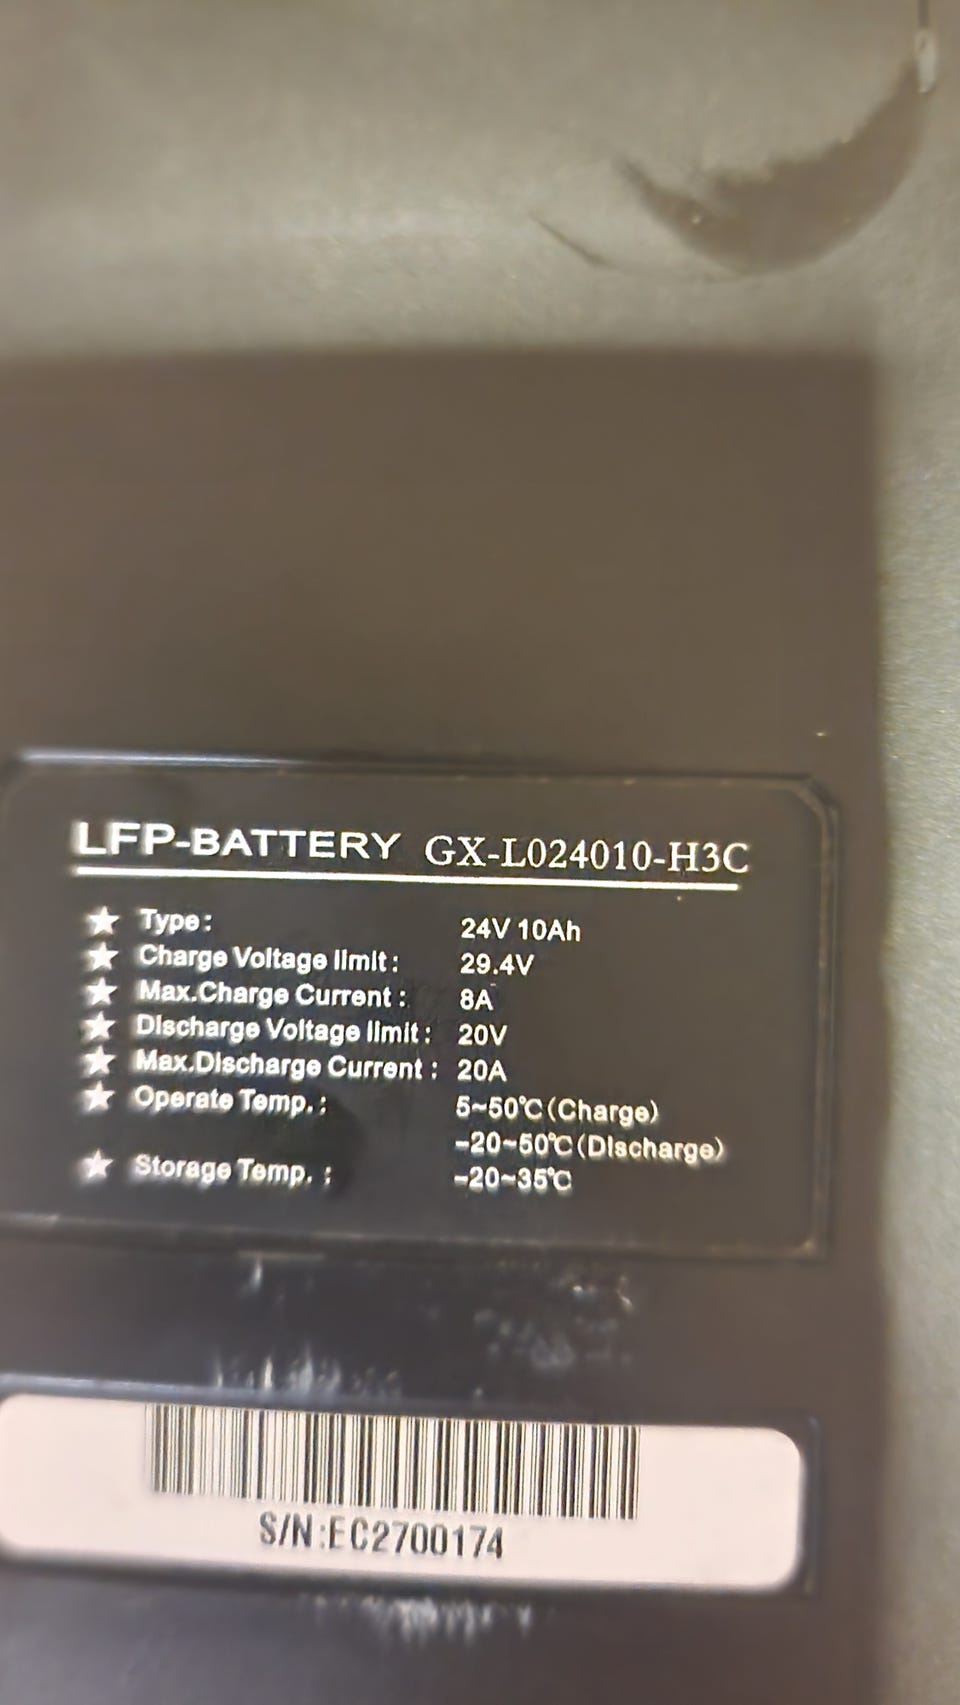 LFP-BATTERY GX-L024010-H3C
★ Type: 24V 10Ah
★ Charge Voltage limit: 29.4V
★ Max.Charge Current: 8A
★ Discharge Voltage limit: 20V
★ Max.Discharge Current: 20A
★ Operate Temp.: 5~50℃(Charge)
-20~50℃(Discharge)
★ Storage Temp.: -20~35℃
S/N:EC2700174